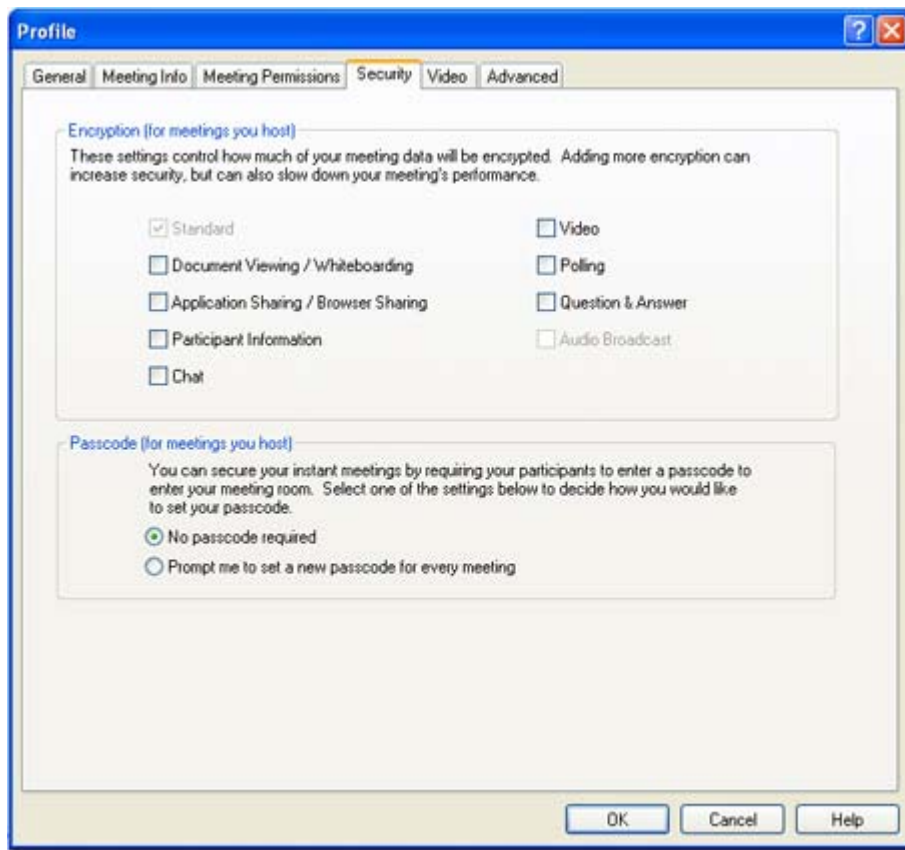 Profile
General Meeting Info Meeting Permissions Security Video Advanced
Encryption (for meetings you host)
These settings control how much of your meeting data will be encrypted. Adding more encryption can
increase security, but can also slow down your meeting's performance.
Standard
Video
Document Viewing / Whiteboarding
Polling
Application Sharing / Browser Sharing
Question & Answer
Participant Information
Audio Broadcast
Chat
Passcode (for meetings you host)
You can secure your instant meetings by requiring your participants to enter a passcode to
enter your meeting room. Select one of the settings below to decide how you would like
to set your passcode.
No passcode required
Prompt me to set a new passcode for every meeting
OK Cancel Help